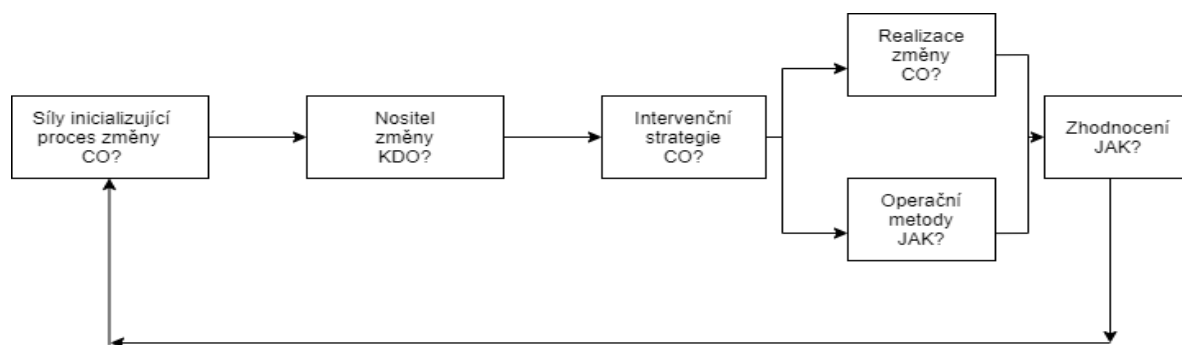 Síly inicializující
proces změny
CO?
Nositel
změny
KDO?
Intervenční
strategie
CO?
Realizace
změny
CO?
Operační
metody
JAK?
Zhodnocení
JAK?